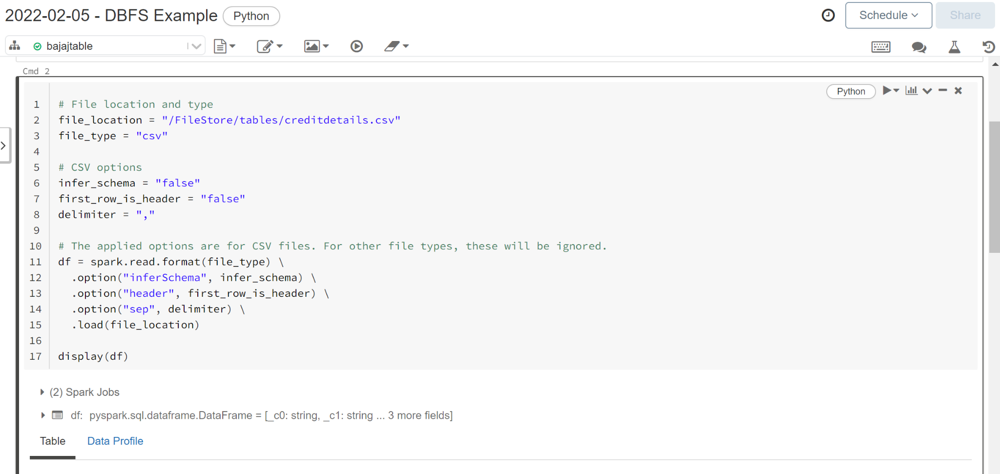 2022-02-05 - DBFS Example Python
Schedule Share
bajajtable
Cmd 2
Python
1 # File location and type
2 file_location = "/FileStore/tables/creditdetails.csv"
3 file_type = "csv"
4
5 # CSV options
6 infer_schema = "false"
7 first_row_is_header = "false"
8 delimiter = ","
9
10 # The applied options are for CSV files. For other file types, these will be ignored.
11 df = spark.read.format(file_type) \
12   .option("inferSchema", infer_schema) \
13   .option("header", first_row_is_header) \
14   .option("sep", delimiter) \
15   .load(file_location)
16
17 display(df)
(2) Spark Jobs
df: pyspark.sql.dataframe.DataFrame = [_c0: string, _c1: string ... 3 more fields]
Table Data Profile